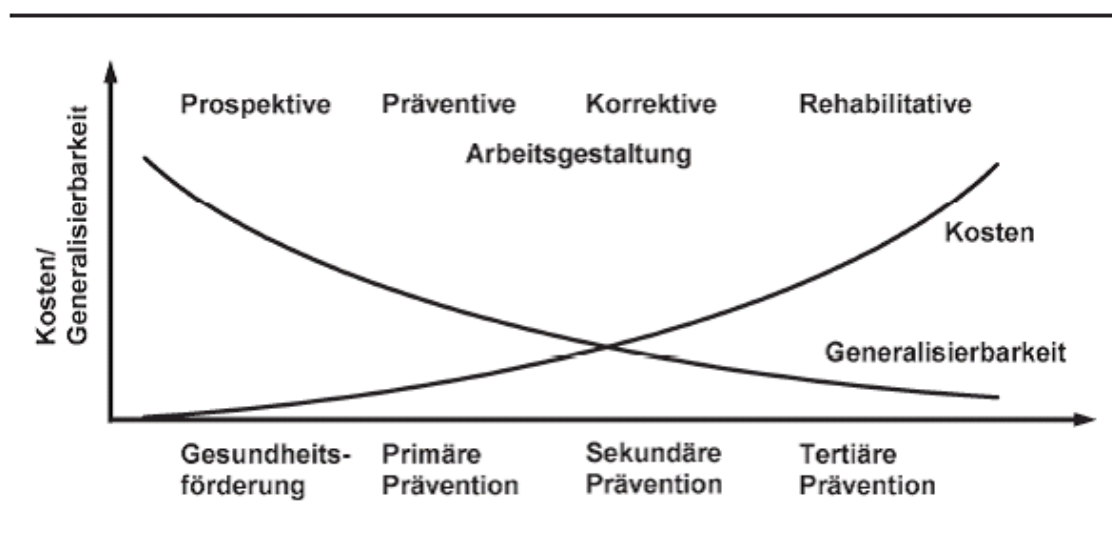 Prospektive Präventive Korrektive Rehabilitative
Arbeitsgestaltung
Kosten/
Generalisierbarkeit
Kosten
Generalisierbarkeit
Gesundheits-
förderung
Primäre
Prävention
Sekundäre
Prävention
Tertiäre
Prävention